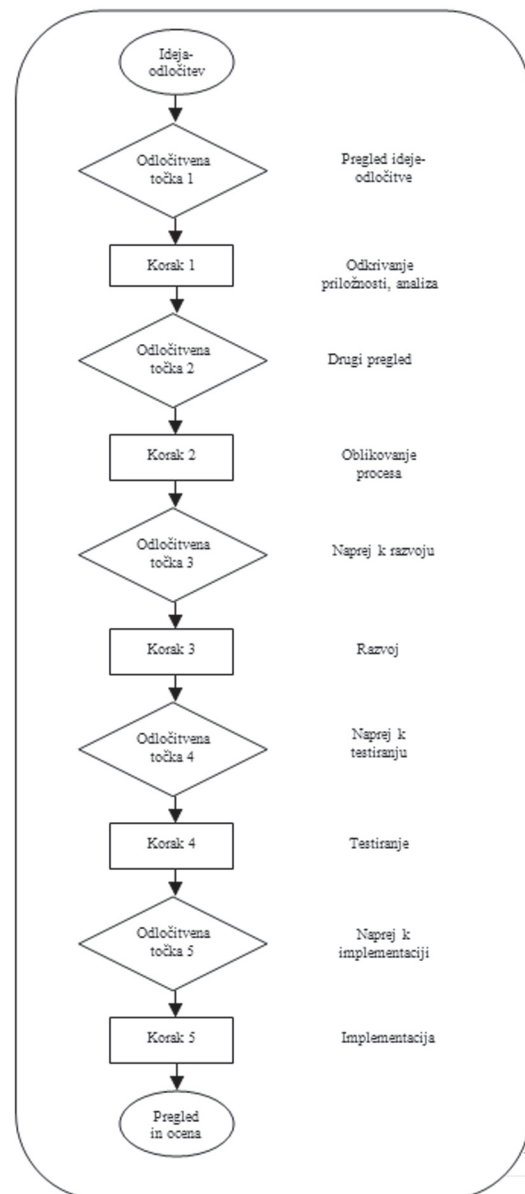 Ideja-
odločitev
Odločitvena
točka 1
Pregled ideje-
odločitve
Korak 1
Odkrivanje
priložnosti, analiza
Odločitvena
točka 2
Drugi pregled
Korak 2
Oblikovanje
procesa
Odločitvena
točka 3
Naprej k razvoju
Korak 3
Razvoj
Odločitvena
točka 4
Naprej k
testiranju
Korak 4
Testiranje
Odločitvena
točka 5
Naprej k
implementaciji
Korak 5
Implementacija
Pregled
in ocena